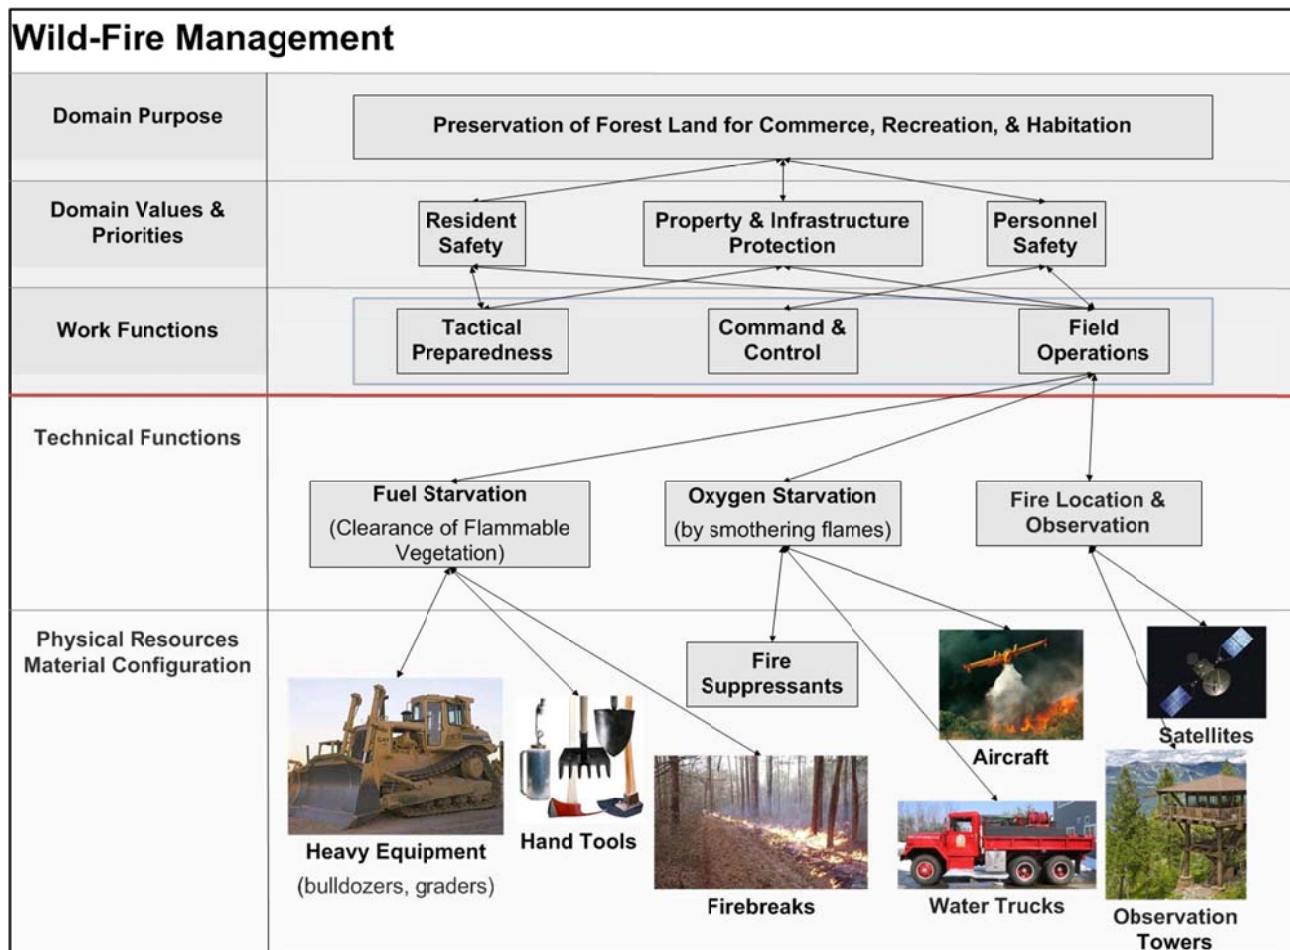 Wild-Fire Management
Domain Purpose
Preservation of Forest Land for Commerce, Recreation, & Habitation
Domain Values &
Priorities
Resident
Safety
Property & Infrastructure
Protection
Personnel
Safety
Work Functions
Tactical
Preparedness
Command &
Control
Field
Operations
Technical Functions
Fuel Starvation
(Clearance of Flammable
Vegetation)
Oxygen Starvation
(by smothering flames)
Fire Location &
Observation
Physical Resources
Material Configuration
Heavy Equipment
(bulldozers, graders)
Hand Tools
Firebreaks
Fire
Suppressants
Aircraft
Water Trucks
Satellites
Observation
Towers